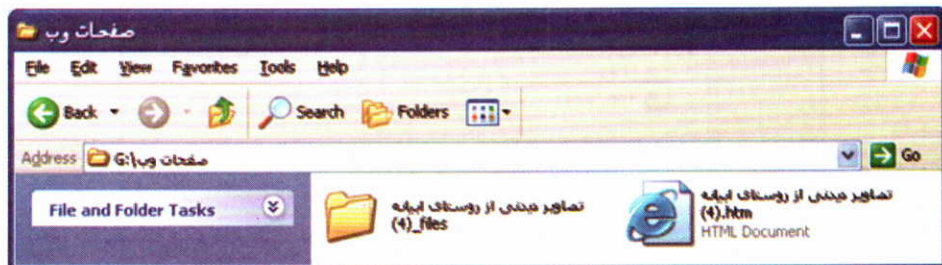 صفحات وب
File Edit View Favorites Tools Help
Back Search Folders
Address G:\صفحات وب Go
File and Folder Tasks
تصاویر دیدنی از روستای ابیانه
(4)_files
تصاویر دیدنی از روستای ابیانه
(4).htm
HTML Document